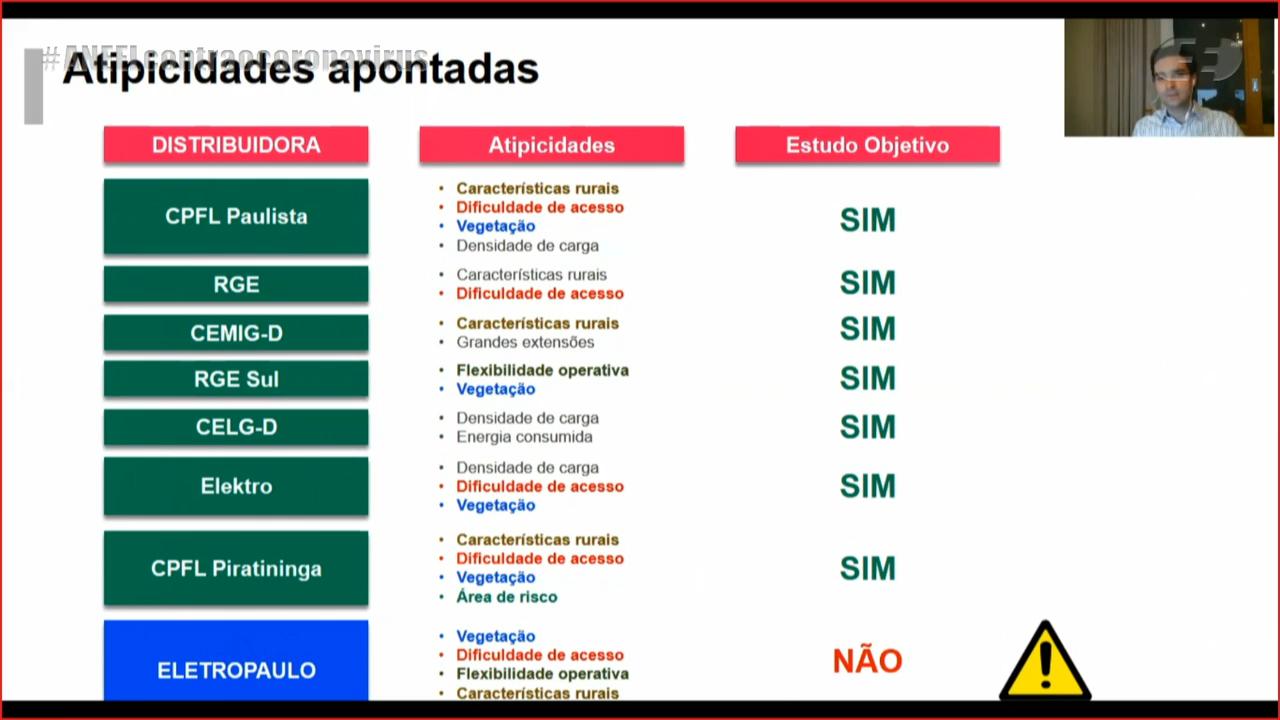 #ANEELcontraocoronavirus
Atipicidades apontadas
DISTRIBUIDORA
Atipicidades
Estudo Objetivo
CPFL Paulista
• Características rurais
• Dificuldade de acesso
• Vegetação
• Densidade de carga
SIM
RGE
• Características rurais
• Dificuldade de acesso
SIM
CEMIG-D
• Características rurais
• Grandes extensões
SIM
RGE Sul
• Flexibilidade operativa
• Vegetação
SIM
CELG-D
• Densidade de carga
• Energia consumida
SIM
Elektro
• Densidade de carga
• Dificuldade de acesso
• Vegetação
SIM
CPFL Piratininga
• Características rurais
• Dificuldade de acesso
• Vegetação
• Área de risco
SIM
ELETROPAULO
• Vegetação
• Dificuldade de acesso
• Flexibilidade operativa
• Características rurais
NÃO